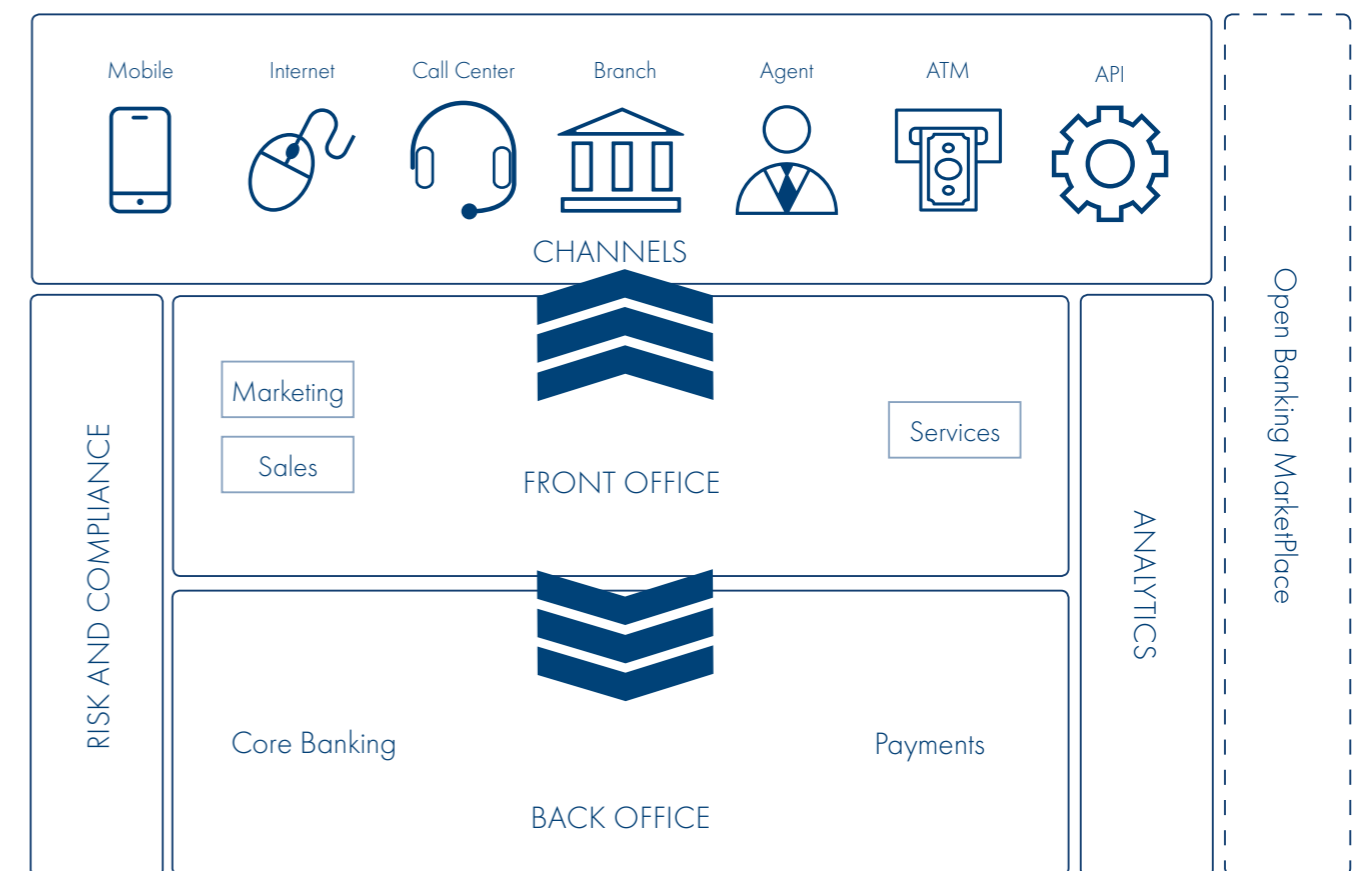 Mobile
Internet
Call Center
Branch
Agent
ATM
API
CHANNELS
Marketing
Sales
Services
FRONT OFFICE
Core Banking
Payments
BACK OFFICE
RISK AND COMPLIANCE
ANALYTICS
Open Banking MarketPlace